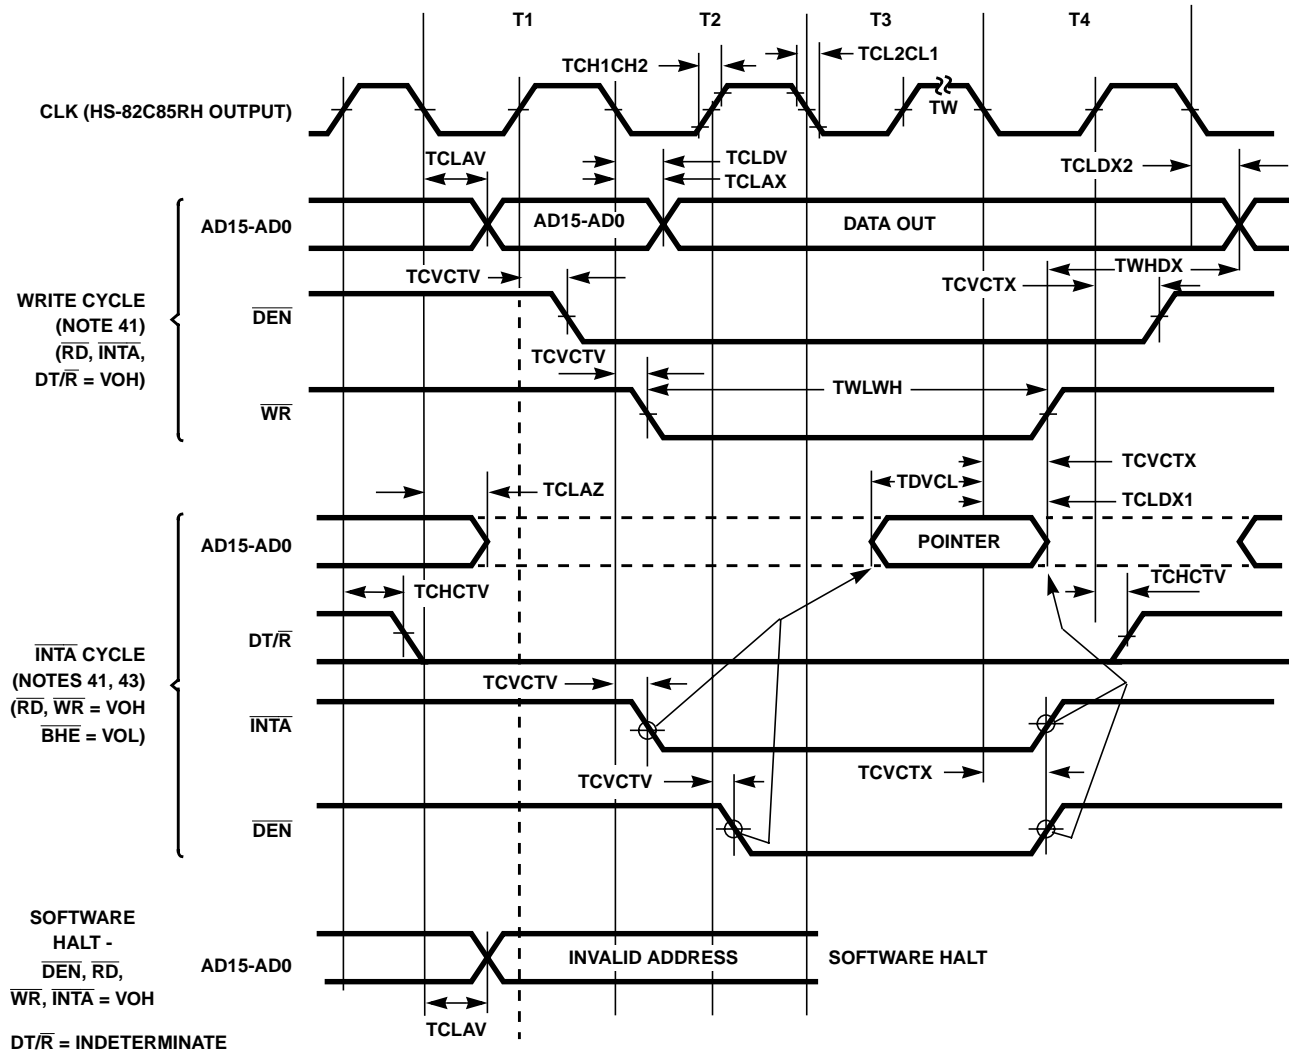 T1 T2 T3 T4
TCH1CH2 TCL2CL1
CLK (HS-82C85RH OUTPUT) TW
TCLAV TCLDV TCLDX2
TCLAX
AD15-AD0 AD15-AD0 DATA OUT
TCVCTV TWHDX
TCVCTX
WRITE CYCLE
(NOTE 41)
(RD, INTA,
DT/R = VOH)
DEN
TCVCTV
TWLWH
WR
TCVCTX
TDVCL
TCLAZ TCLDX1
AD15-AD0 POINTER
TCHCTV TCHCTV
DT/R
INTA CYCLE
(NOTES 41, 43)
(RD, WR = VOH
BHE = VOL)
TCVCTV
INTA
TCVCTV TCVCTX
DEN
SOFTWARE
HALT -
DEN, RD,
WR, INTA = VOH
DT/R = INDETERMINATE
AD15-AD0 INVALID ADDRESS SOFTWARE HALT
TCLAV